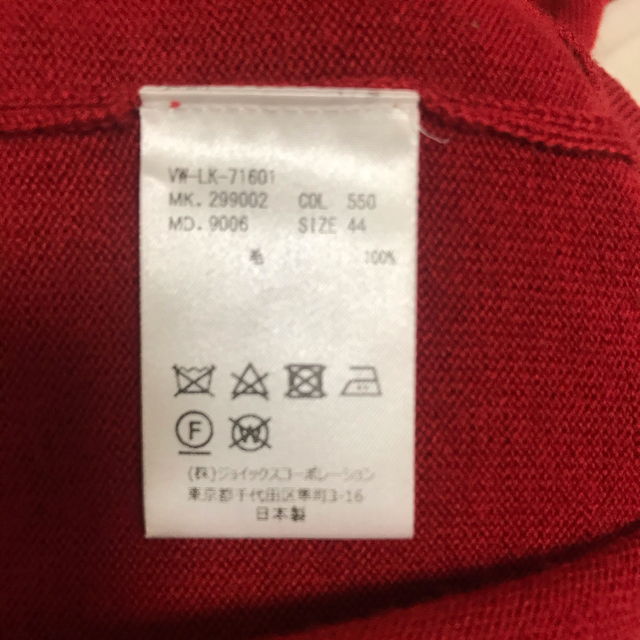 VW-LK-71601
MK. 299002 COL 550
MD. 9006 SIZE 44
毛 100%
F
W
(株)ジョイックスコーポレーション
東京都千代田区隼町3-16
日本製